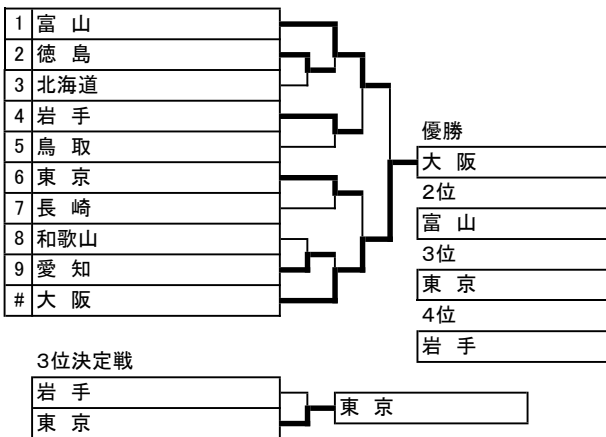 1 富 山
2 徳 島
3 北海道
4 岩 手
5 鳥 取
6 東 京
7 長 崎
8 和歌山
9 愛 知
# 大 阪
優勝
大 阪
2位
富 山
3位
東 京
4位
岩 手
3位決定戦
岩 手
東 京
東 京